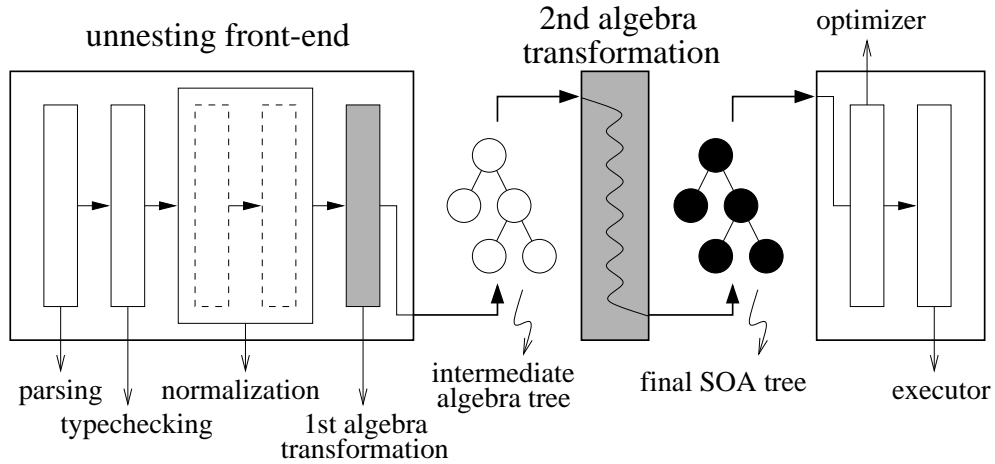 unnesting front-end
2nd algebra
transformation
optimizer
parsing
typechecking
normalization
1st algebra
transformation
intermediate
algebra tree
final SOA tree
executor